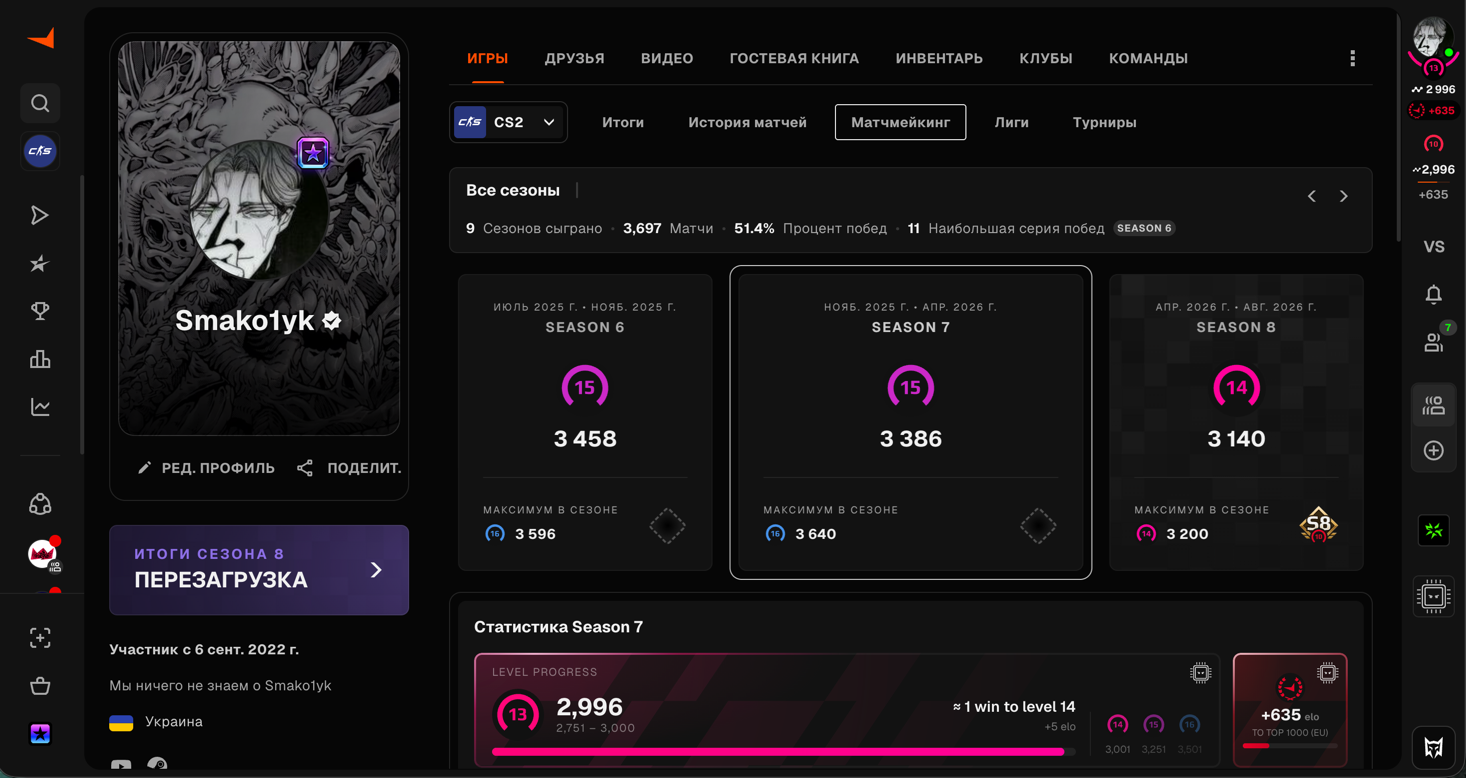 ИГРЫ
ДРУЗЬЯ
ВИДЕО
ГОСТЕВАЯ КНИГА
ИНВЕНТАРЬ
КЛУБЫ
КОМАНДЫ
CS2
Итоги
История матчей
Матчмейкинг
Лиги
Турниры
Все сезоны
9 Сезонов сыграно • 3,697 Матчи • 51.4% Процент побед • 11 Наибольшая серия побед SEASON 6
ИЮЛЬ 2025 Г. • НОЯБ. 2025 Г.
SEASON 6
15
3 458
МАКСИМУМ В СЕЗОНЕ
16 3 596
НОЯБ. 2025 Г. • АПР. 2026 Г.
SEASON 7
15
3 386
МАКСИМУМ В СЕЗОНЕ
16 3 640
АПР. 2026 Г. • АВГ. 2026 Г.
SEASON 8
14
3 140
МАКСИМУМ В СЕЗОНЕ
14 3 200
S8
10
Статистика Season 7
LEVEL PROGRESS
13
2,996
2,751 – 3,000
≈ 1 win to level 14
+5 elo
14 15 16
3,001 3,251 3,501
+635 elo
TO TOP 1000 (EU)
Smako1yk
РЕД. ПРОФИЛЬ
ПОДЕЛИТ.
ИТОГИ СЕЗОНА 8
ПЕРЕЗАГРУЗКА
Участник с 6 сент. 2022 г.
Мы ничего не знаем о Smako1yk
Украина
13
2 996
+635
10
2,996
+635
VS
7